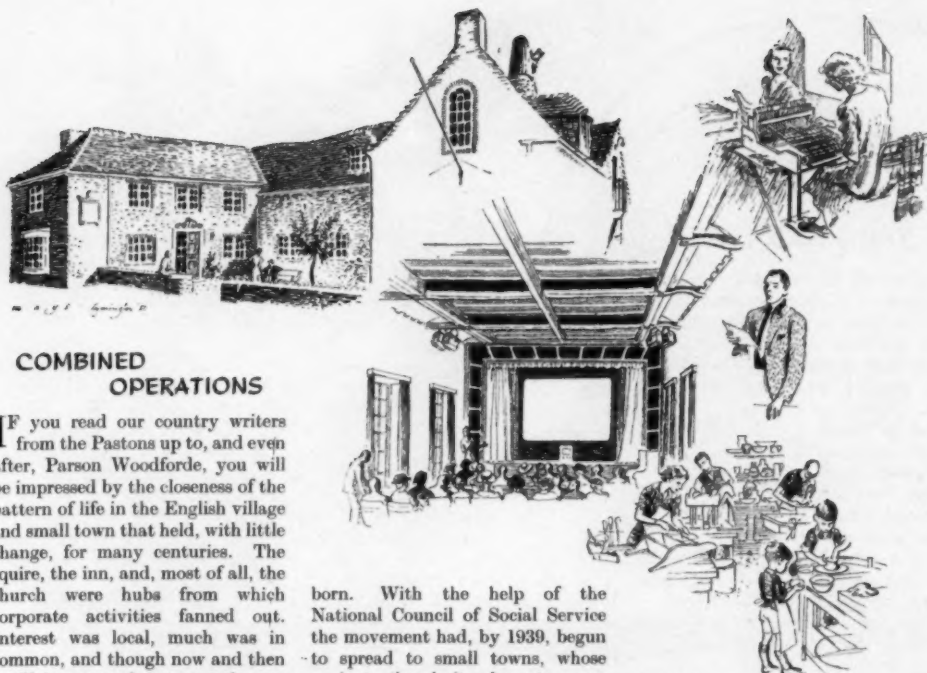 COMBINED
OPERATIONS
IF you read our country writers
from the Pastons up to, and even
after, Parson Woodforde, you will
be impressed by the closeness of the
pattern of life in the English village
and small town that held, with little
change, for many centuries. The
squire, the inn, and, most of all, the
church were hubs from which
corporate activities fanned out.
Interest was local, much was in
common, and though now and then
born. With the help of the
National Council of Social Service
the movement had, by 1939, begun
to spread to small towns, whose